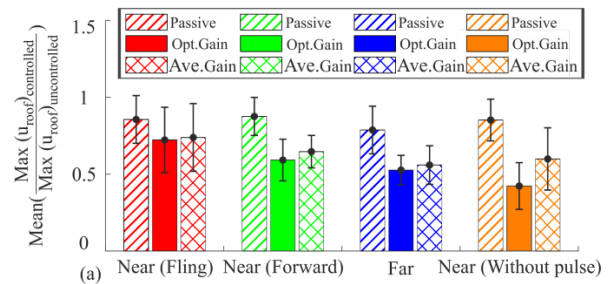 1.5
Passive Passive Passive Passive
Opt.Gain Opt.Gain Opt.Gain Opt.Gain
Ave.Gain Ave.Gain Ave.Gain Ave.Gain
1
0.5
0
Mean(Max (u_roof)_controlled / Max (u_roof)_uncontrolled)
(a) Near (Fling) Near (Forward) Far Near (Without pulse)